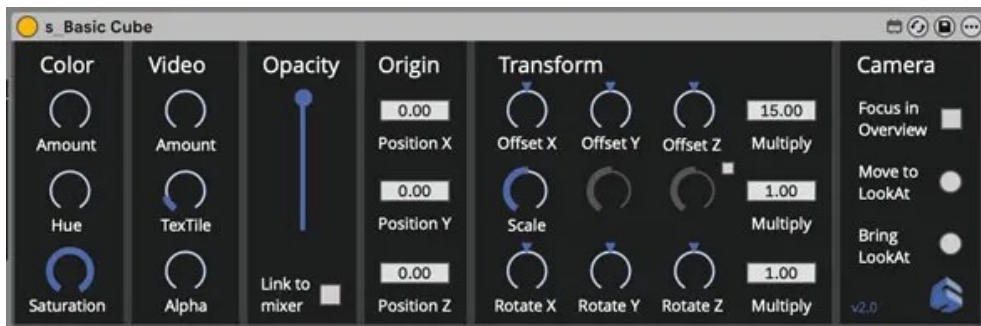 s_Basic Cube
Color
Amount
Hue
Saturation
Video
Amount
TexTile
Alpha
Opacity
Link to
mixer
Origin
0.00
Position X
0.00
Position Y
0.00
Position Z
Transform
Offset X Offset Y Offset Z 15.00 Multiply
Scale 1.00 Multiply
Rotate X Rotate Y Rotate Z 1.00 Multiply
Camera
Focus in
Overview
Move to
LookAt
Bring
LookAt
v2.0